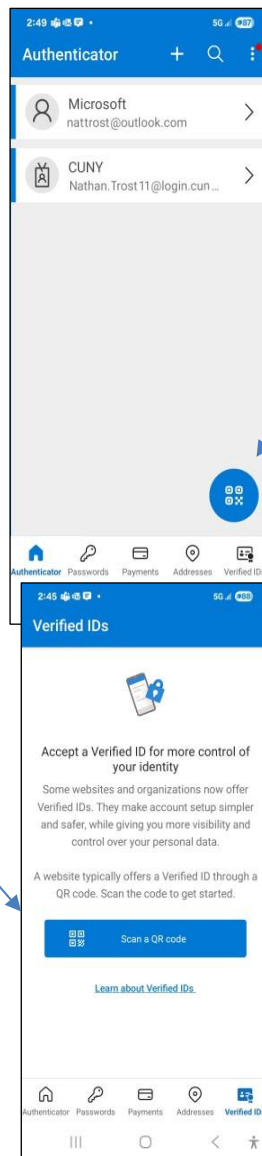 2:49
5G 87
Authenticator
Microsoft
nattrost@outlook.com
CUNY
Nathan.Trost11@login.cun...
Authenticator Passwords Payments Addresses Verified IDs
2:45
5G 88
Verified IDs
Accept a Verified ID for more control of
your identity
Some websites and organizations now offer
Verified IDs. They make account setup simpler
and safer, while giving you more visibility and
control over your personal data.
A website typically offers a Verified ID through a
QR code. Scan the code to get started.
Scan a QR code
Learn about Verified IDs
Authenticator Passwords Payments Addresses Verified IDs